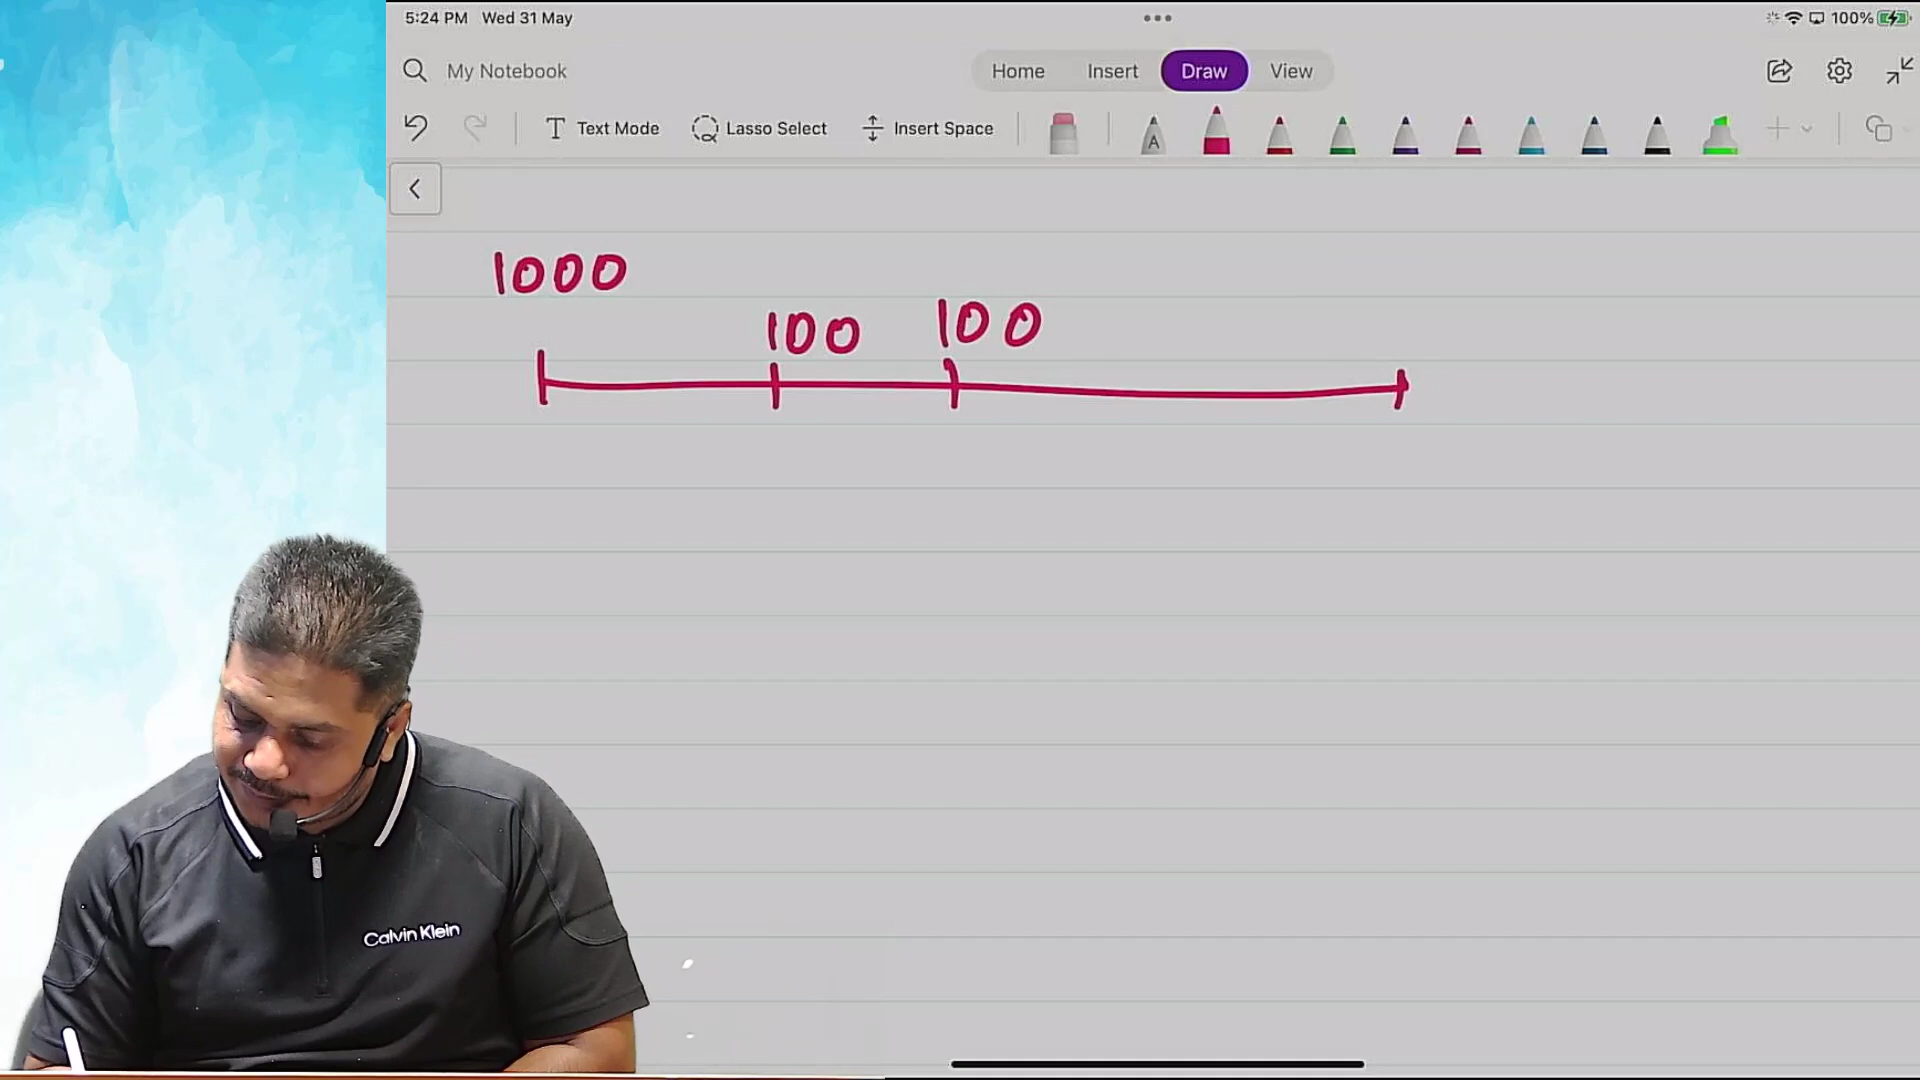 5:24 PM Wed 31 May
100%
My Notebook
Home Insert Draw View
Text Mode Lasso Select Insert Space
A
1000
100 100
Calvin Klein